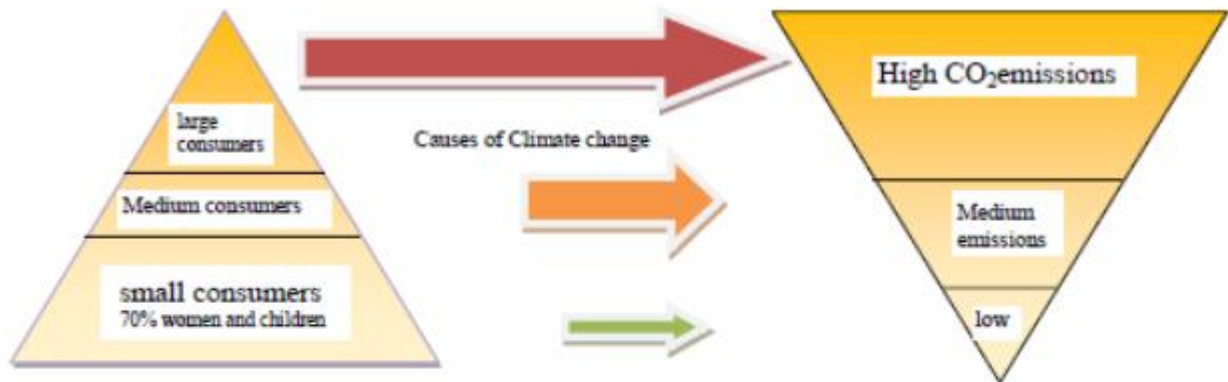 large
consumers
Medium consumers
small consumers
70% women and children
Causes of Climate change
High CO₂emissions
Medium
emissions
low